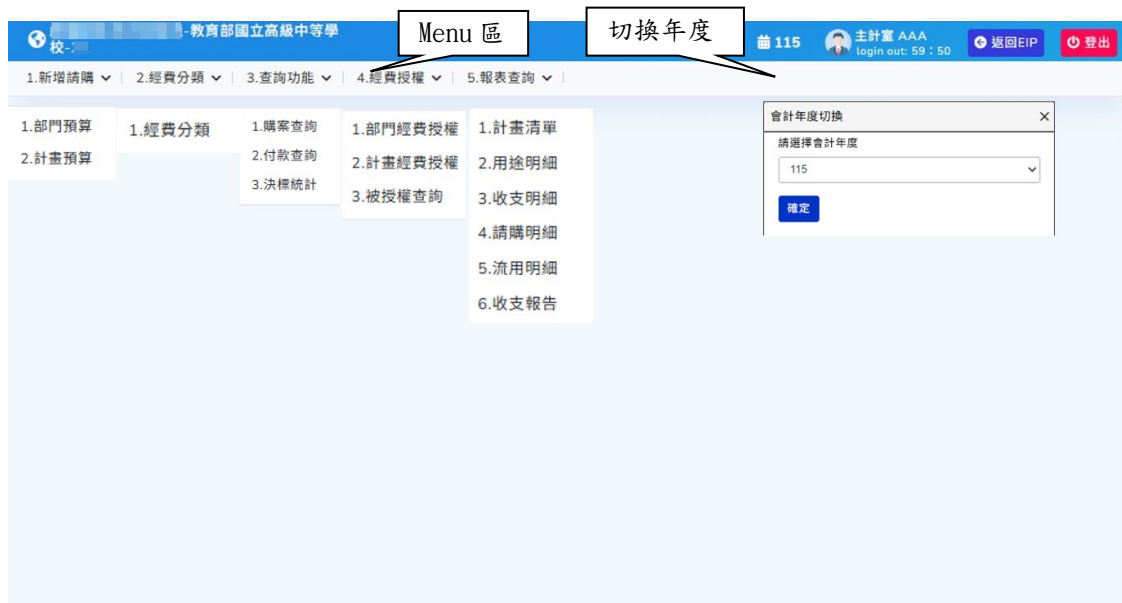 -教育部國立高級中等學
校-
Menu 區
切換年度
115
主計室 AAA
login out: 59：50
返回EIP
登出
1.新增請購
2.經費分類
3.查詢功能
4.經費授權
5.報表查詢
1.部門預算
2.計畫預算
1.經費分類
1.購案查詢
2.付款查詢
3.決標統計
1.部門經費授權
2.計畫經費授權
3.被授權查詢
1.計畫清單
2.用途明細
3.收支明細
4.請購明細
5.流用明細
6.收支報告
會計年度切換
請選擇會計年度
115
確定